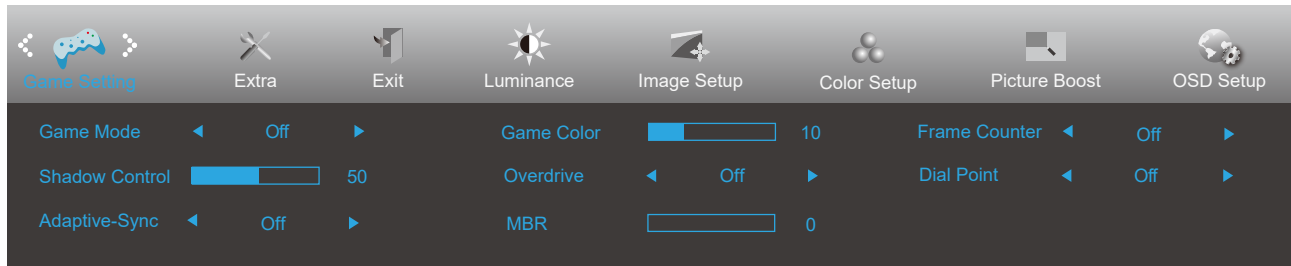 Game Setting Extra Exit Luminance Image Setup Color Setup Picture Boost OSD Setup
Game Mode Off Game Color 10 Frame Counter Off
Shadow Control 50 Overdrive Off Dial Point Off
Adaptive-Sync Off MBR 0